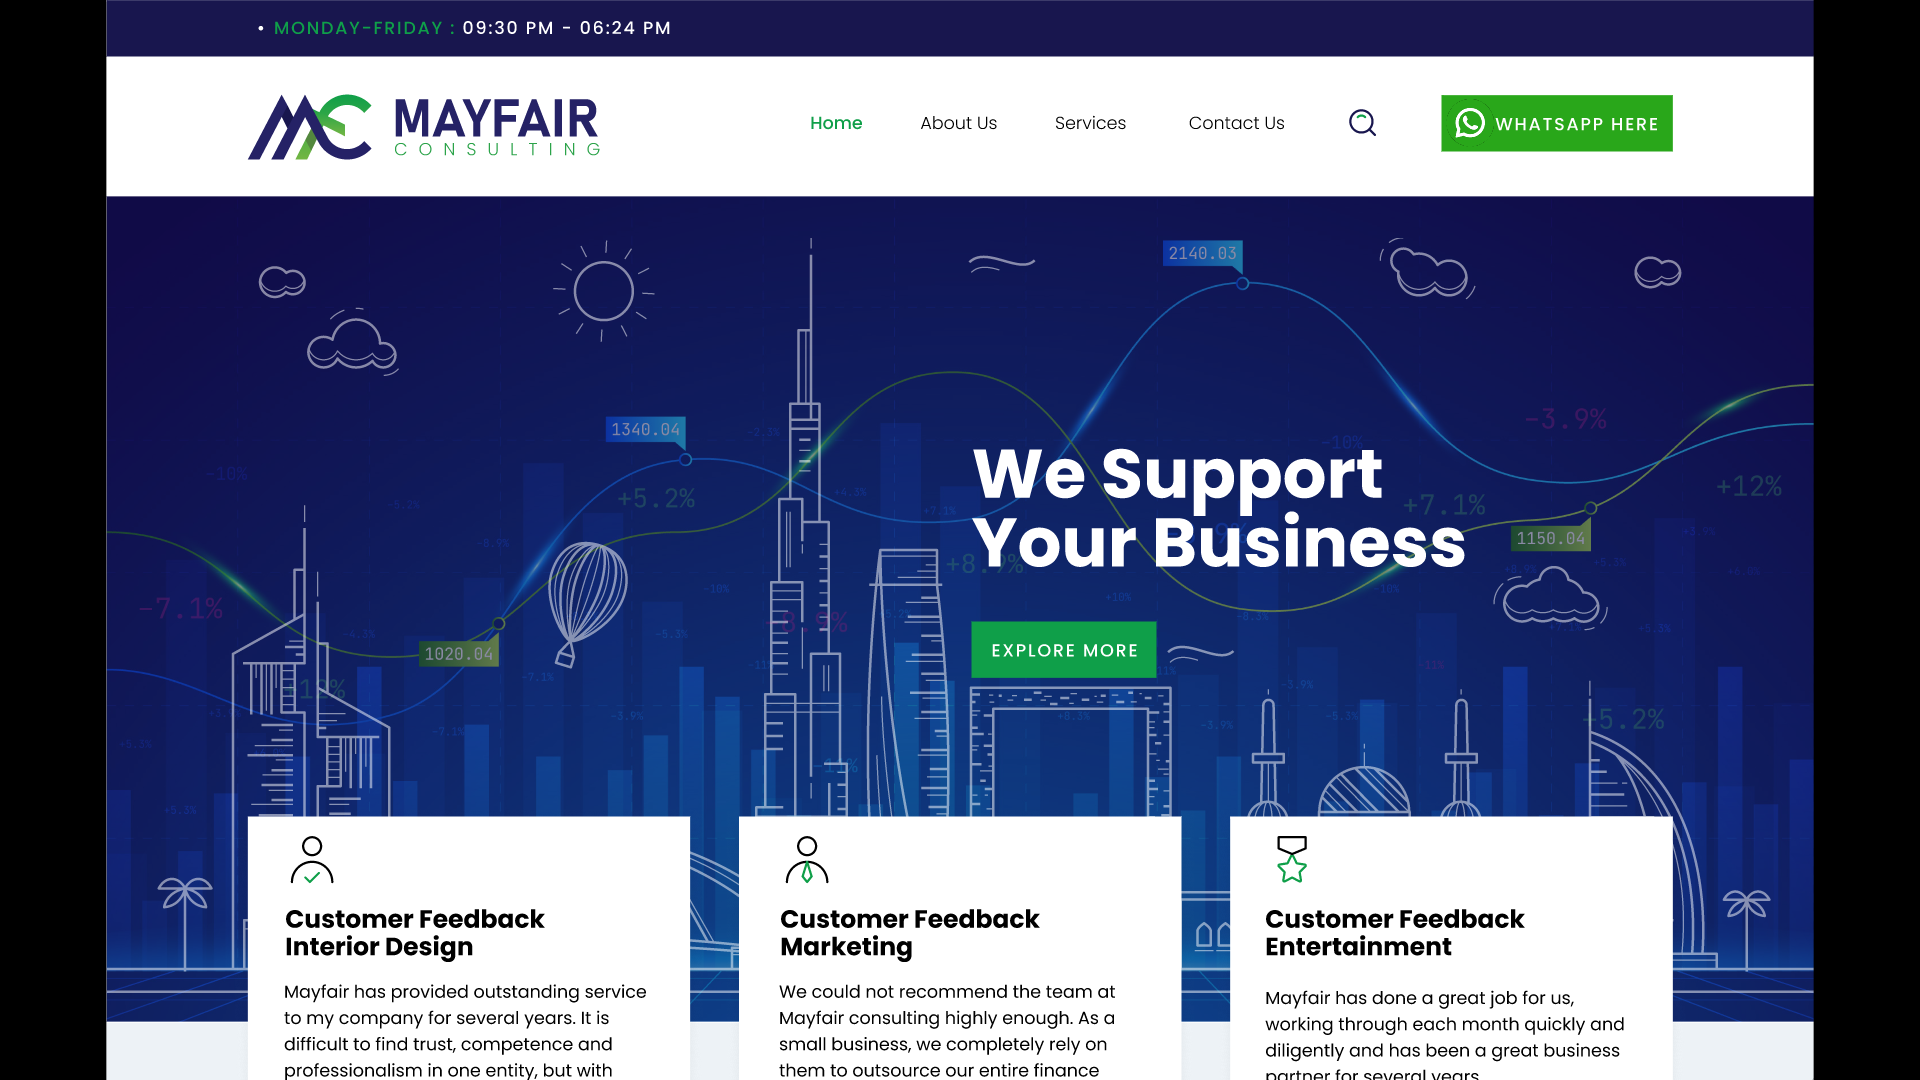 • MONDAY-FRIDAY : 09:30 PM - 06:24 PM
MAYFAIR
CONSULTING
Home
About Us
Services
Contact Us
WHATSAPP HERE
2140.03
1340.04
-3.9%
-10%
+12%
+5.2%
+7.1%
We Support
Your Business
1150.04
+8.9%
-7.1%
-8.9%
1020.04
+12%
EXPLORE MORE
+5.2%
Customer Feedback
Interior Design
Mayfair has provided outstanding service
to my company for several years. It is
difficult to find trust, competence and
professionalism in one entity, but with
Customer Feedback
Marketing
We could not recommend the team at
Mayfair consulting highly enough. As a
small business, we completely rely on
them to outsource our entire finance
Customer Feedback
Entertainment
Mayfair has done a great job for us,
working through each month quickly and
diligently and has been a great business
partner for several years.